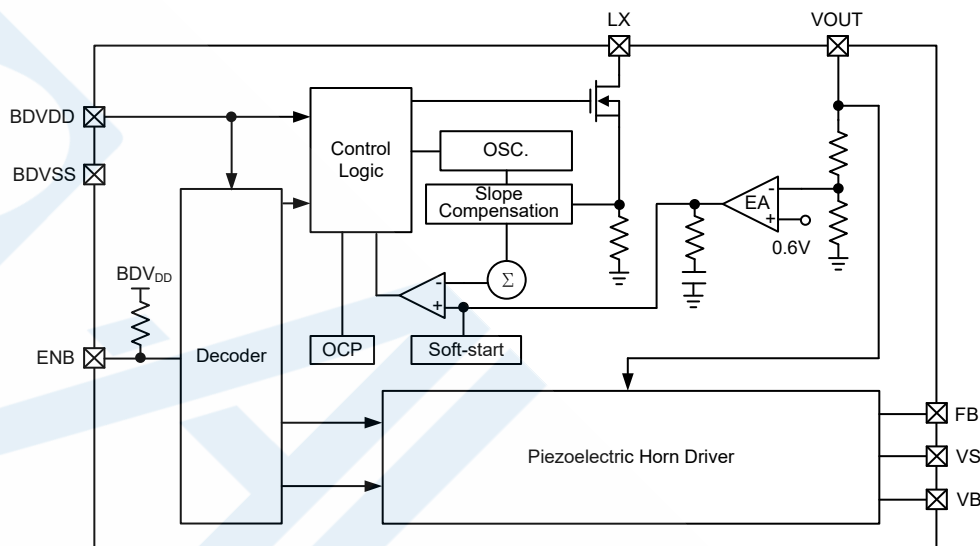 LX
VOUT
BDVDD
BDVSS
Control
Logic
OSC.
Slope
Compensation
EA
-
+
0.6V
Σ
-
+
BDVDD
ENB
Decoder
OCP
Soft-start
Piezoelectric Horn Driver
FB
VS
VB